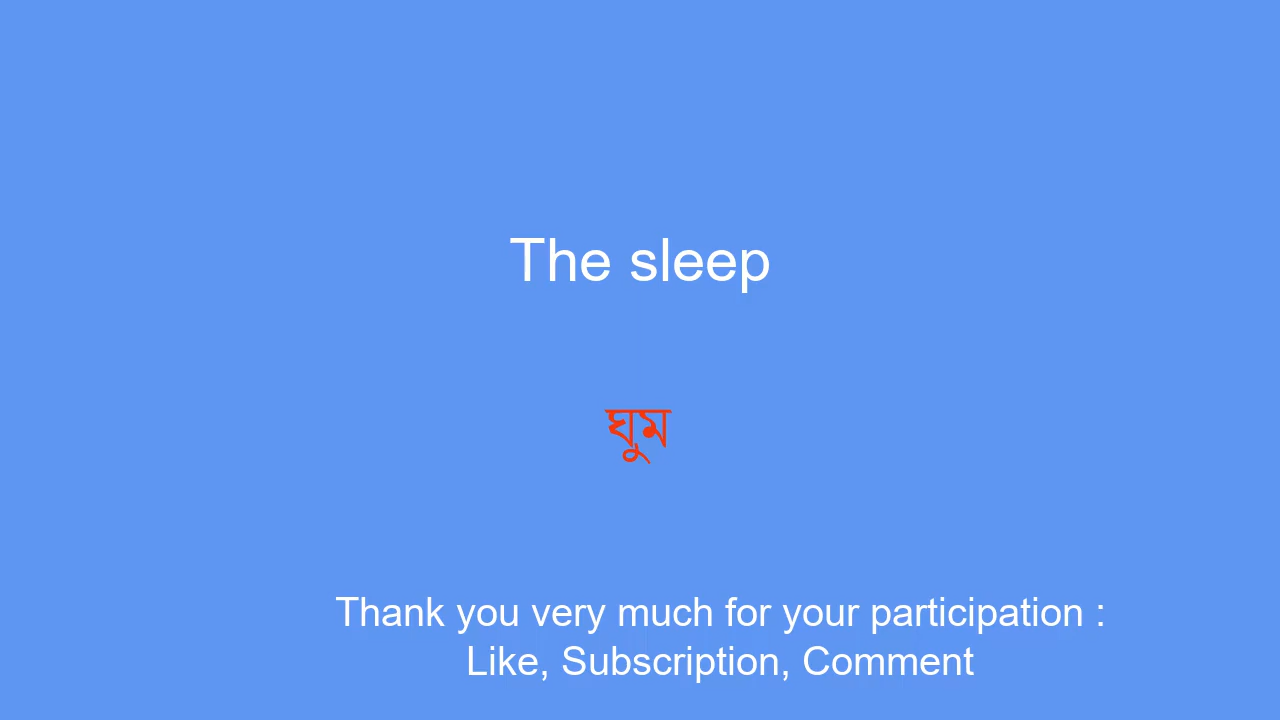 The sleep
ঘুম
Thank you very much for your participation :
Like, Subscription, Comment